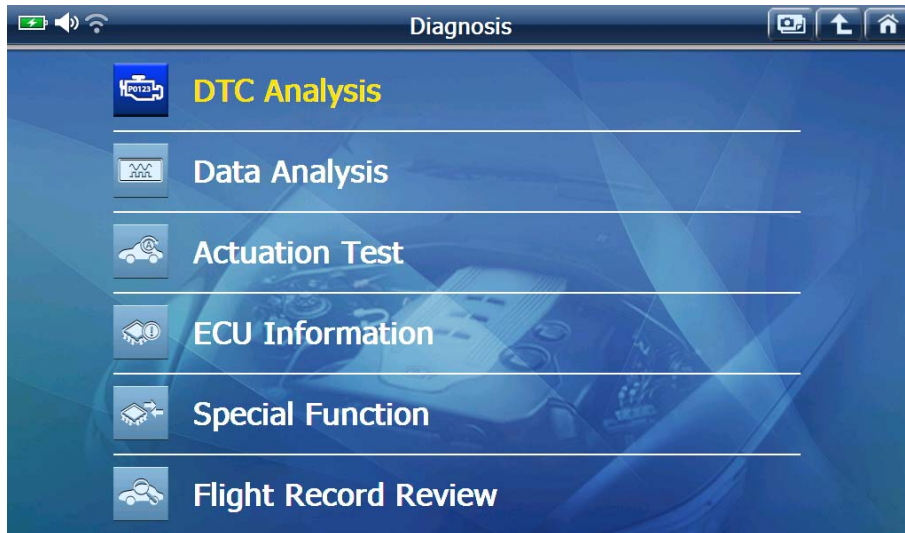 Diagnosis
P0123
DTC Analysis
Data Analysis
Actuation Test
ECU Information
Special Function
Flight Record Review